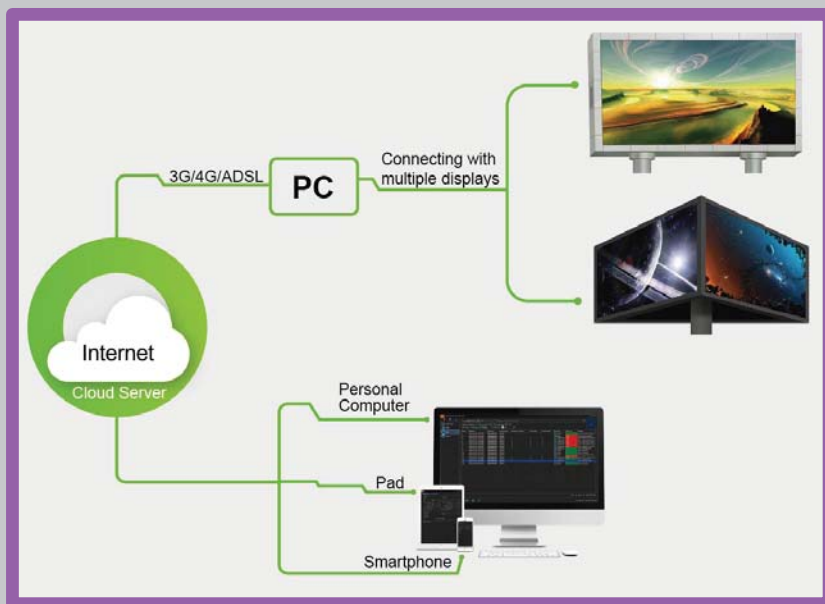 3G/4G/ADSL
PC
Connecting with
multiple displays
Internet
Cloud Server
Personal
Computer
Pad
Smartphone